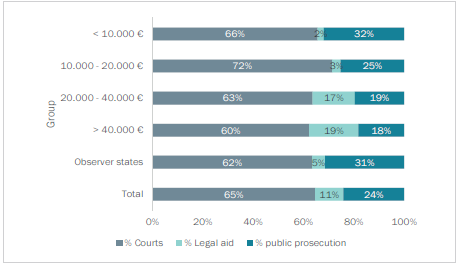 < 10.000 € 66% 2% 32%
10.000 - 20.000 € 72% 3% 25%
20.000 - 40.000 € 63% 17% 19%
> 40.000 € 60% 19% 18%
Observer states 62% 5% 31%
Total 65% 11% 24%
Group
0% 20% 40% 60% 80% 100%
% Courts % Legal aid % public prosecution